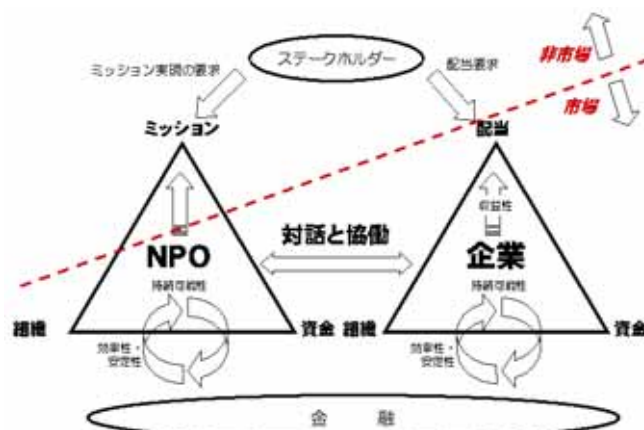 ステークホルダー
非市場
ミッション実現の要求
配当要求
市場
ミッション
配当
収益性
対話と協働
NPO
企業
持続可能性
持続可能性
組織
資金
組織
資金
効率性・
安定性
効率性・
安定性
金 融